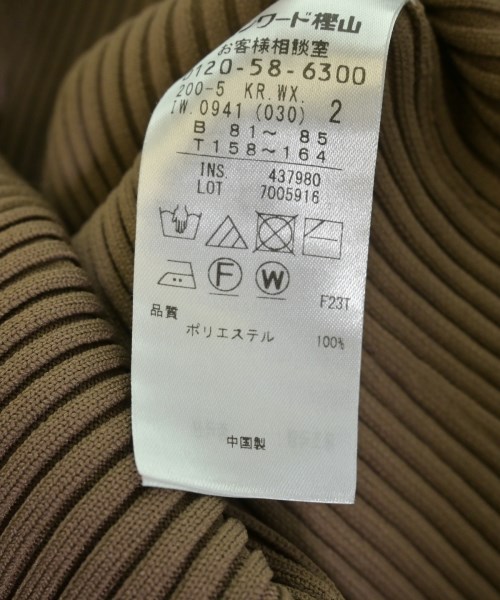 ワード樫山
お客様相談室
0120-58-6300
200-5 KR.WX.
IW.0941 (030) 2
B 81～ 85
T 158～164
INS. 437980
LOT 7005916
F W
F23T
品質
ポリエステル 100%
中国製